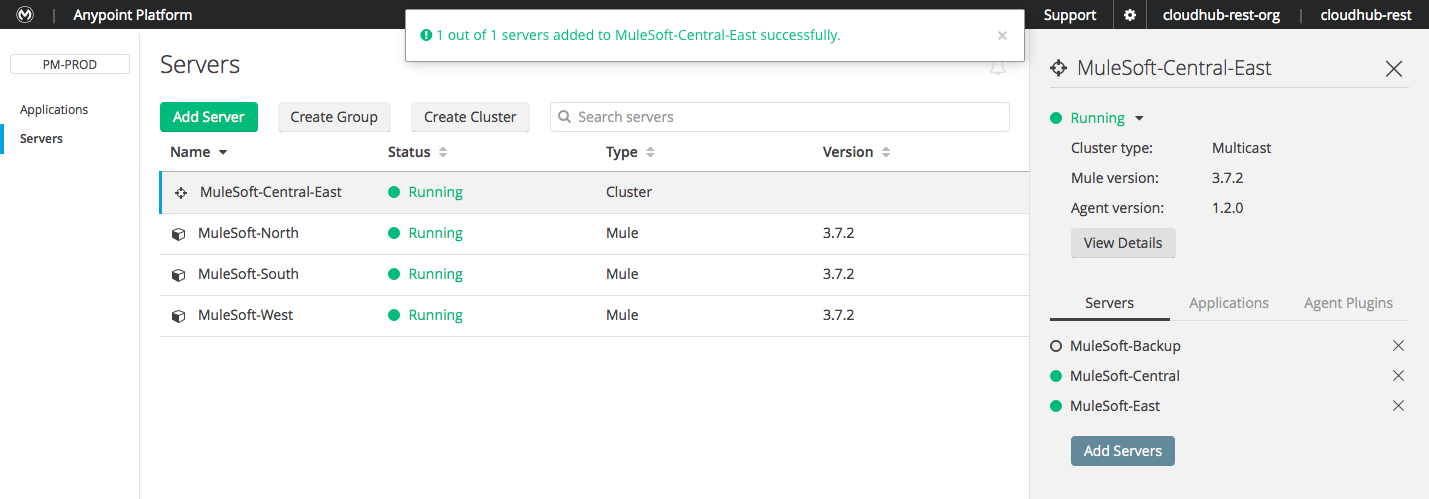 Anypoint Platform
Support cloudhub-rest-org | cloudhub-rest
1 out of 1 servers added to MuleSoft-Central-East successfully.
PM-PROD
Applications
Servers
Servers
Add Server Create Group Create Cluster Search servers
Name Status Type Version
MuleSoft-Central-East Running Cluster
MuleSoft-North Running Mule 3.7.2
MuleSoft-South Running Mule 3.7.2
MuleSoft-West Running Mule 3.7.2
MuleSoft-Central-East
Running
Cluster type: Multicast
Mule version: 3.7.2
Agent version: 1.2.0
View Details
Servers Applications Agent Plugins
MuleSoft-Backup
MuleSoft-Central
MuleSoft-East
Add Servers